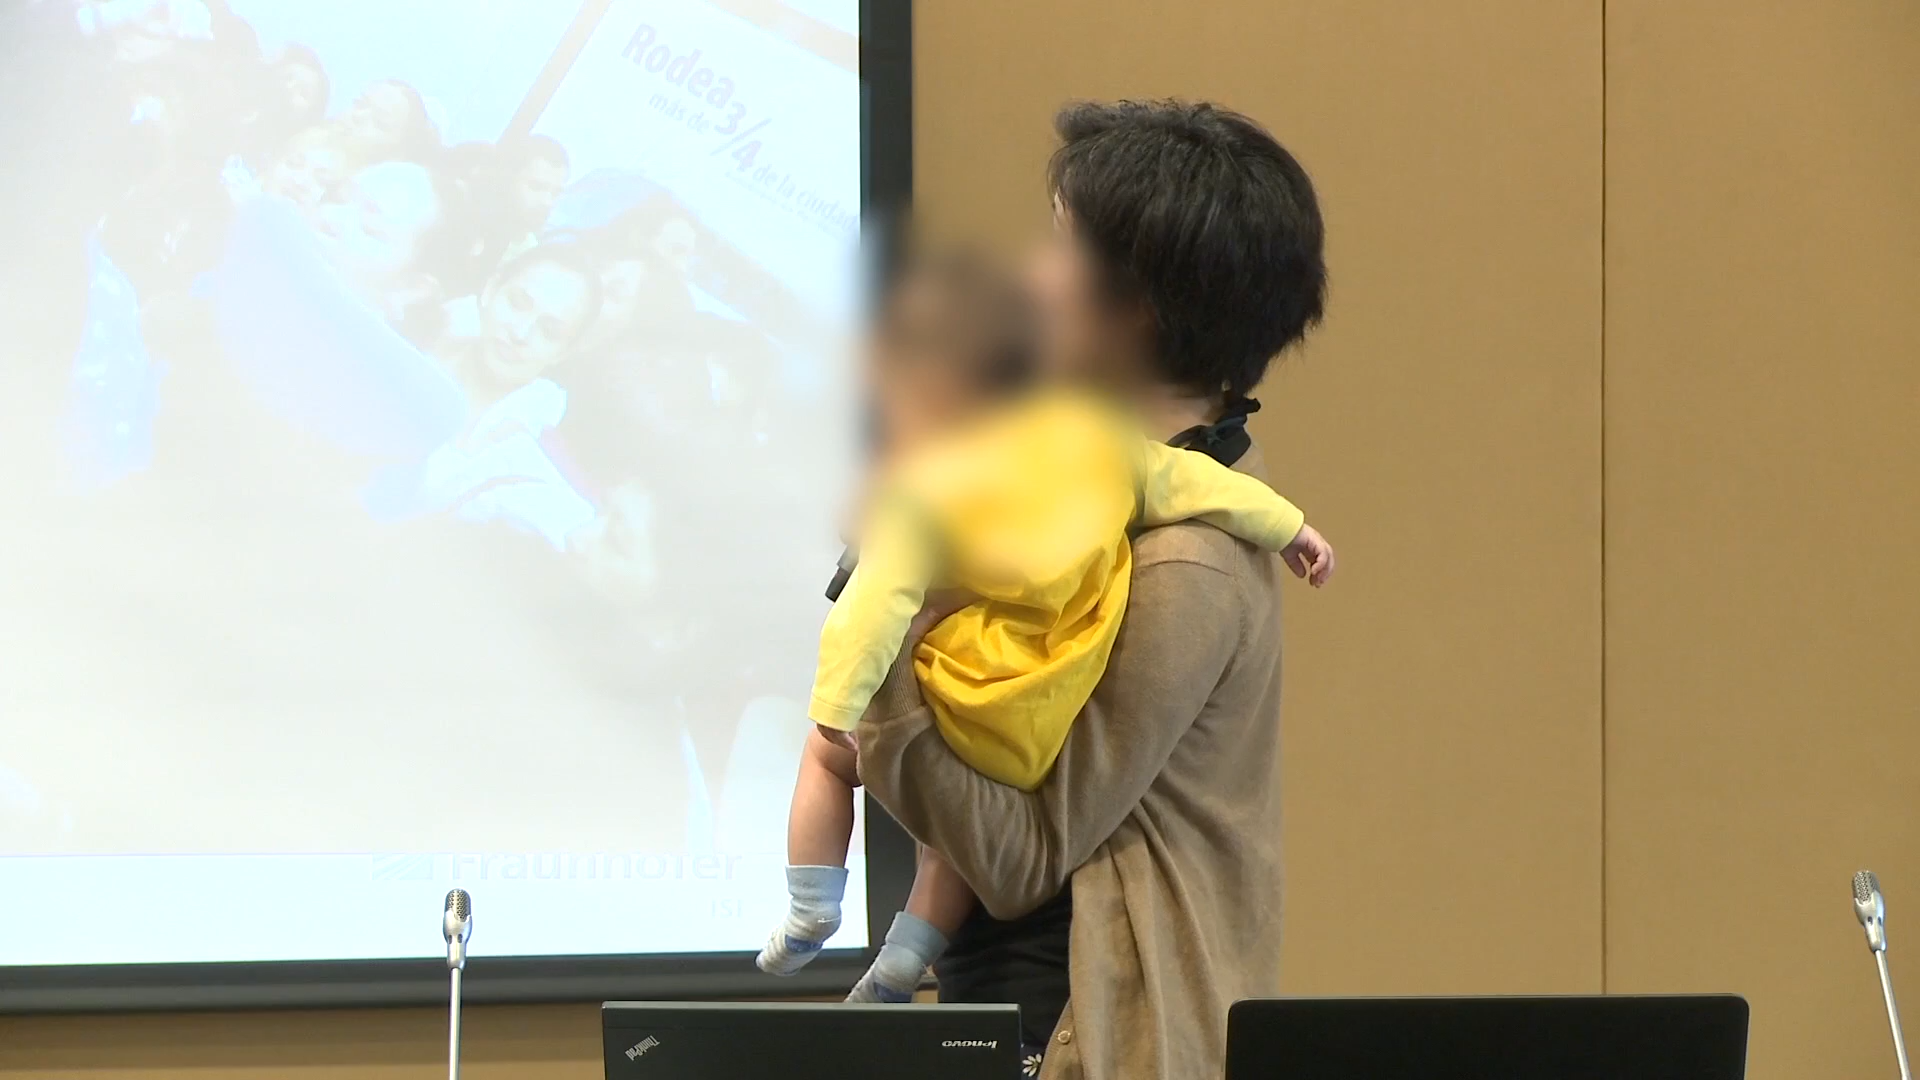 Rodea
más de 3/4 de la ciudad
Fraunhofer
ISI
ThinkPad
lenovo